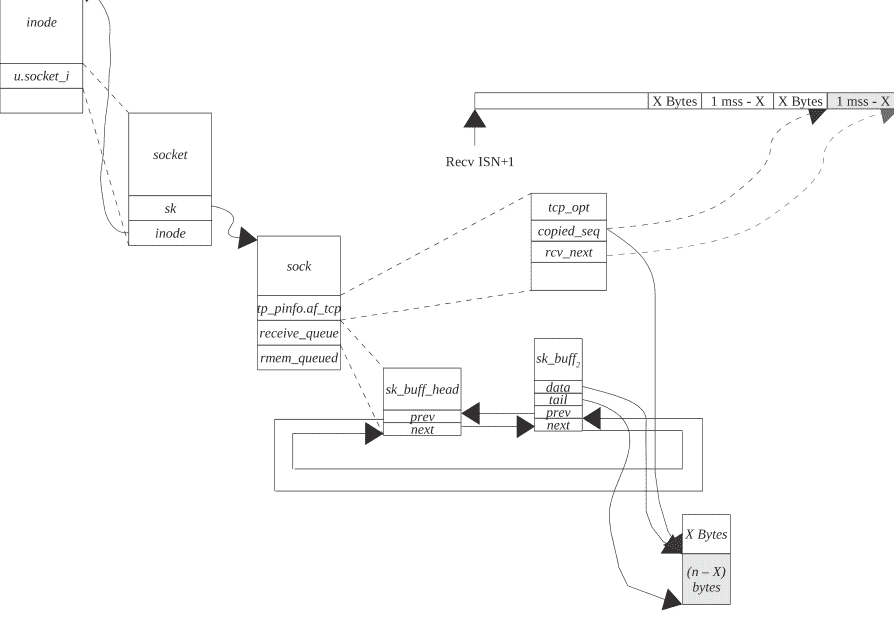 inode
u.socket_i
socket
sk
inode
X Bytes
1 mss - X
X Bytes
1 mss - X
Recv ISN+1
tcp_opt
copied_seq
rcv_next
sock
tp_pinfo.af_tcp
receive_queue
rmem_queued
sk_buff_head
prev
next
sk_buff2
data
tail
prev
next
X Bytes
(n – X)
bytes